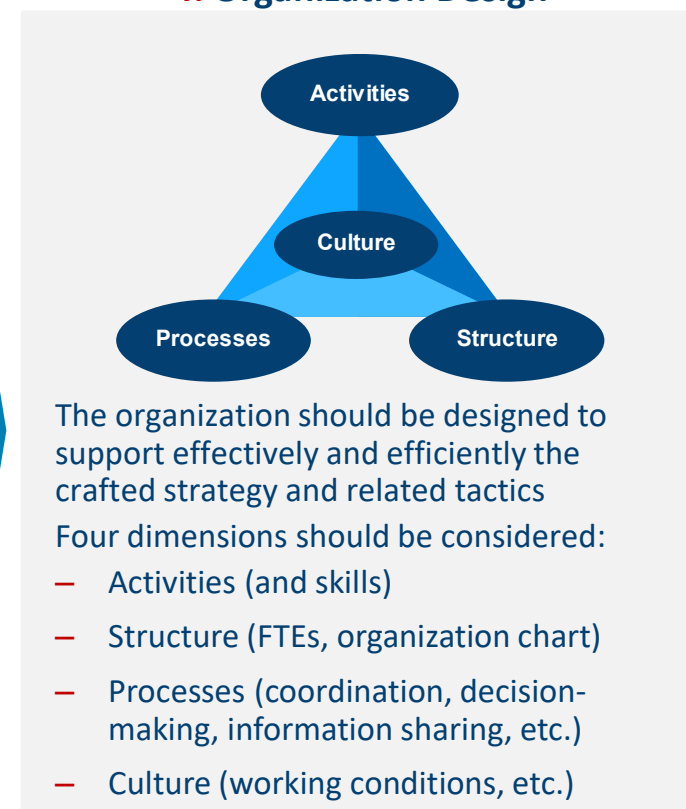 Organization Design
Activities
Culture
Processes
Structure
The organization should be designed to
support effectively and efficiently the
crafted strategy and related tactics
Four dimensions should be considered:
– Activities (and skills)
– Structure (FTEs, organization chart)
– Processes (coordination, decision-
making, information sharing, etc.)
– Culture (working conditions, etc.)